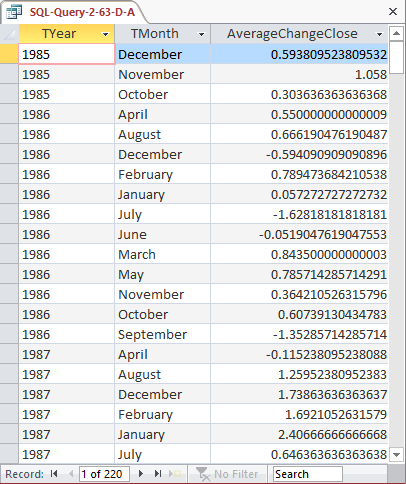 SQL-Query-2-63-D-A
TYear TMonth AverageChangeClose
1985 December 0.593809523809532
1985 November 1.058
1985 October 0.303636363636368
1986 April 0.550000000000009
1986 August 0.666190476190487
1986 December -0.594090909090896
1986 February 0.789473684210538
1986 January 0.057272727272732
1986 July -1.62818181818181
1986 June -0.0519047619047553
1986 March 0.843500000000003
1986 May 0.785714285714291
1986 November 0.364210526315796
1986 October 0.60739130434783
1986 September -1.35285714285714
1987 April -0.115238095238088
1987 August 1.25952380952383
1987 December 1.73863636363637
1987 February 1.6921052631579
1987 January 2.40666666666668
1987 July 0.646363636363638
Record: 1 of 220 No Filter Search